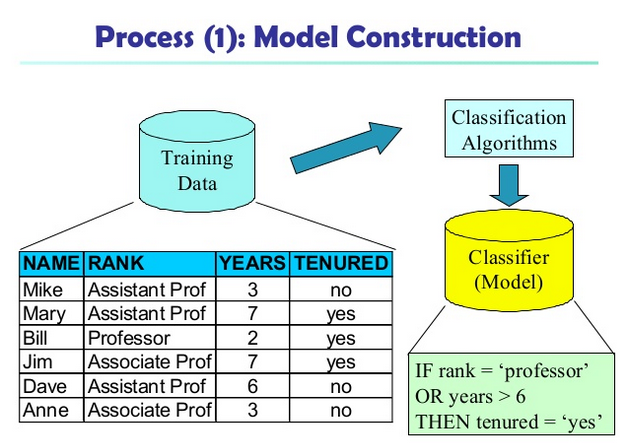 Process (1): Model Construction
Training
Data
Classification
Algorithms
Classifier
(Model)
NAME RANK YEARS TENURED
Mike Assistant Prof 3 no
Mary Assistant Prof 7 yes
Bill Professor 2 yes
Jim Associate Prof 7 yes
Dave Assistant Prof 6 no
Anne Associate Prof 3 no
IF rank = ‘professor’
OR years > 6
THEN tenured = ‘yes’